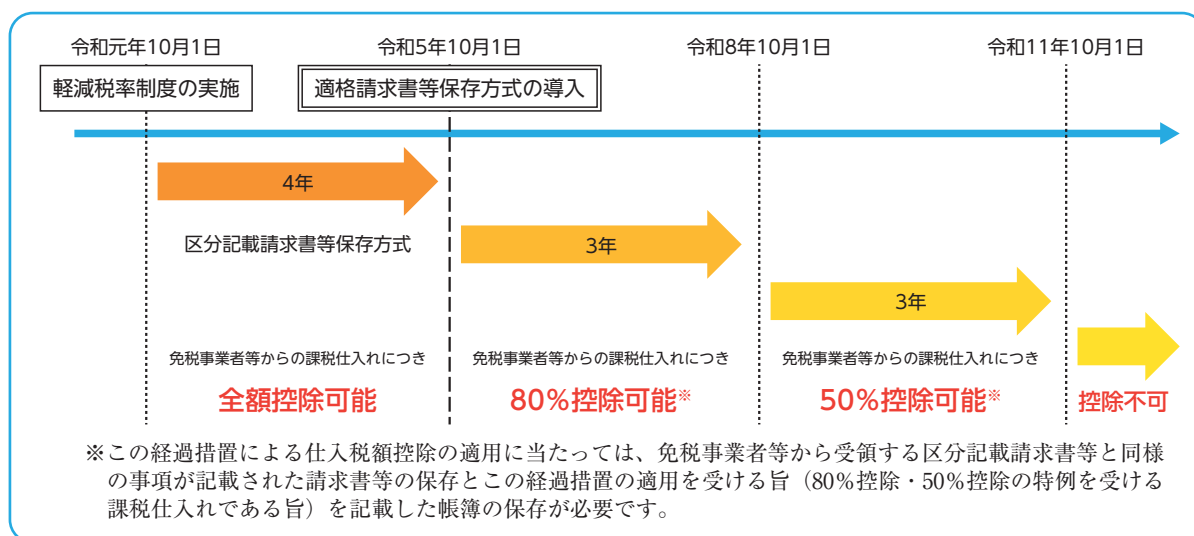 令和元年10月1日
令和5年10月1日
令和8年10月1日
令和11年10月1日
軽減税率制度の実施
適格請求書等保存方式の導入
4年
区分記載請求書等保存方式
3年
3年
免税事業者等からの課税仕入れにつき
全額控除可能
免税事業者等からの課税仕入れにつき
80%控除可能※
免税事業者等からの課税仕入れにつき
50%控除可能※
控除不可
※この経過措置による仕入税額控除の適用に当たっては、免税事業者等から受領する区分記載請求書等と同様
の事項が記載された請求書等の保存とこの経過措置の適用を受ける旨（80%控除・50%控除の特例を受ける
課税仕入れである旨）を記載した帳簿の保存が必要です。